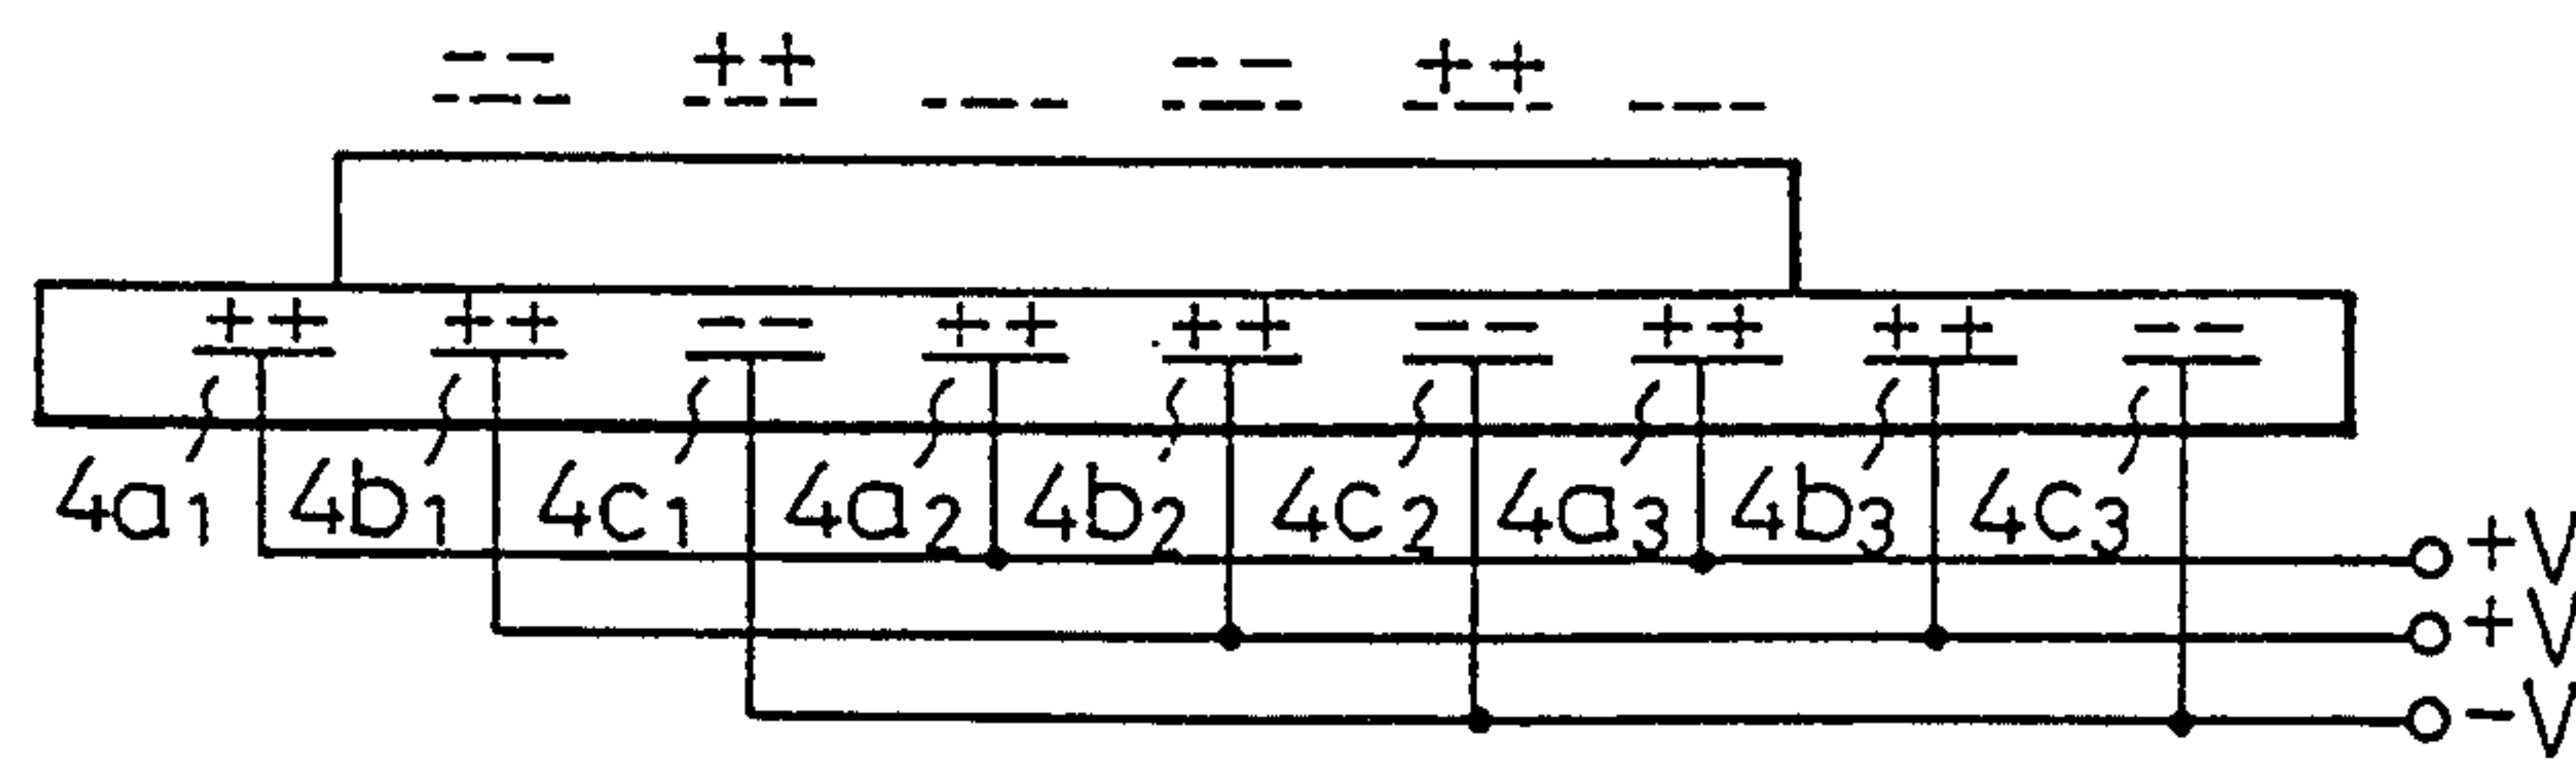 -- ++ -- ++
++ ++ -- ++ ++ -- ++ ++ --
4a1 4b1 4c1 4a2 4b2 4c2 4a3 4b3 4c3
+V
+V
-V